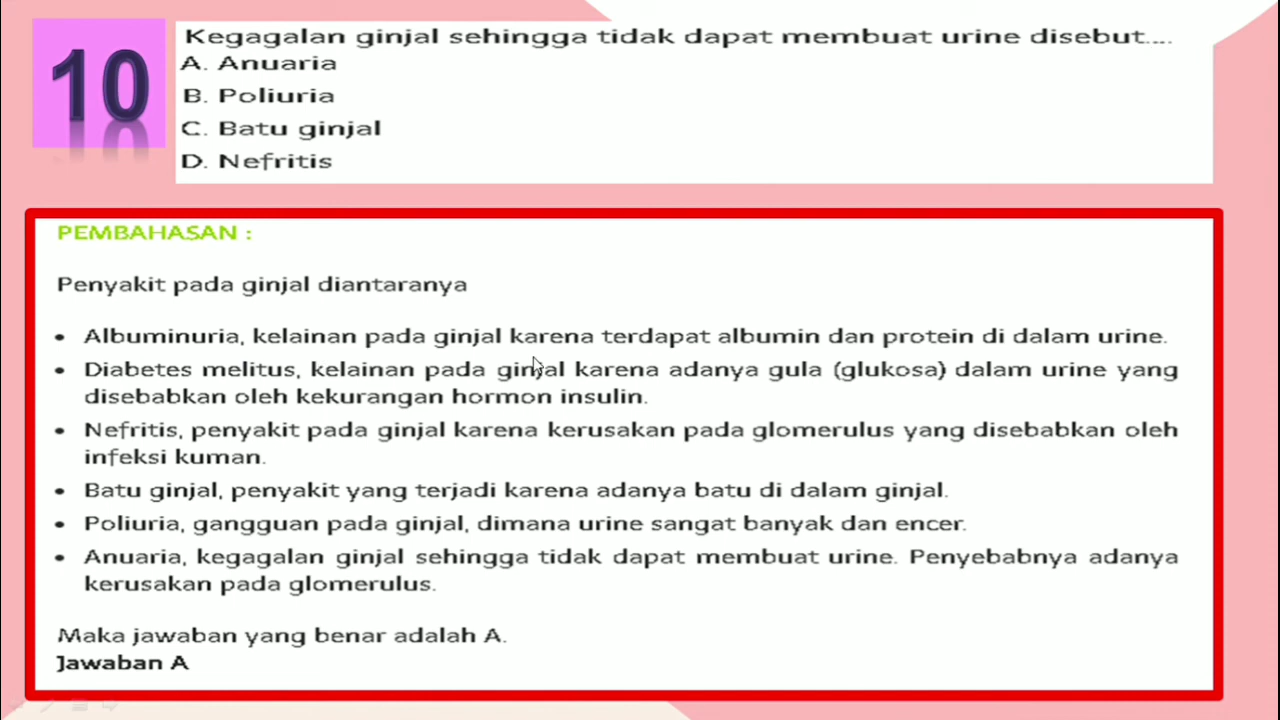 10
Kegagalan ginjal sehingga tidak dapat membuat urine disebut....
A. Anuaria
B. Poliuria
C. Batu ginjal
D. Nefritis
PEMBAHASAN :
Penyakit pada ginjal diantaranya
• Albuminuria, kelainan pada ginjal karena terdapat albumin dan protein di dalam urine.
• Diabetes melitus, kelainan pada ginjal karena adanya gula (glukosa) dalam urine yang
disebabkan oleh kekurangan hormon insulin.
• Nefritis, penyakit pada ginjal karena kerusakan pada glomerulus yang disebabkan oleh
infeksi kuman.
• Batu ginjal, penyakit yang terjadi karena adanya batu di dalam ginjal.
• Poliuria, gangguan pada ginjal, dimana urine sangat banyak dan encer.
• Anuaria, kegagalan ginjal sehingga tidak dapat membuat urine. Penyebabnya adanya
kerusakan pada glomerulus.
Maka jawaban yang benar adalah A.
Jawaban A